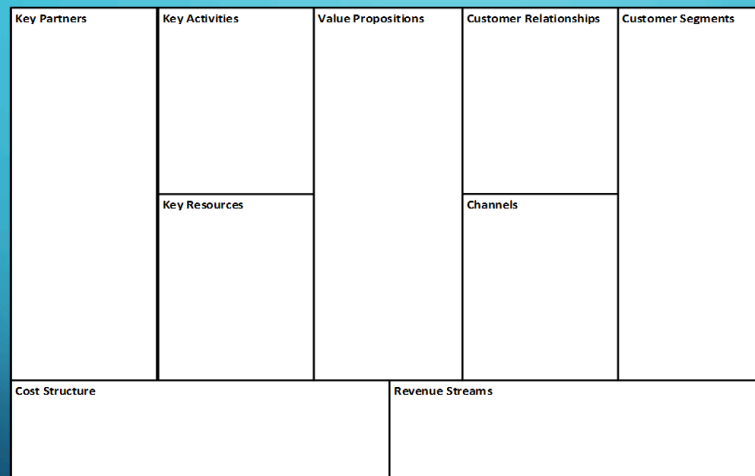 Key Partners
Key Activities
Value Propositions
Customer Relationships
Customer Segments
Key Resources
Channels
Cost Structure
Revenue Streams